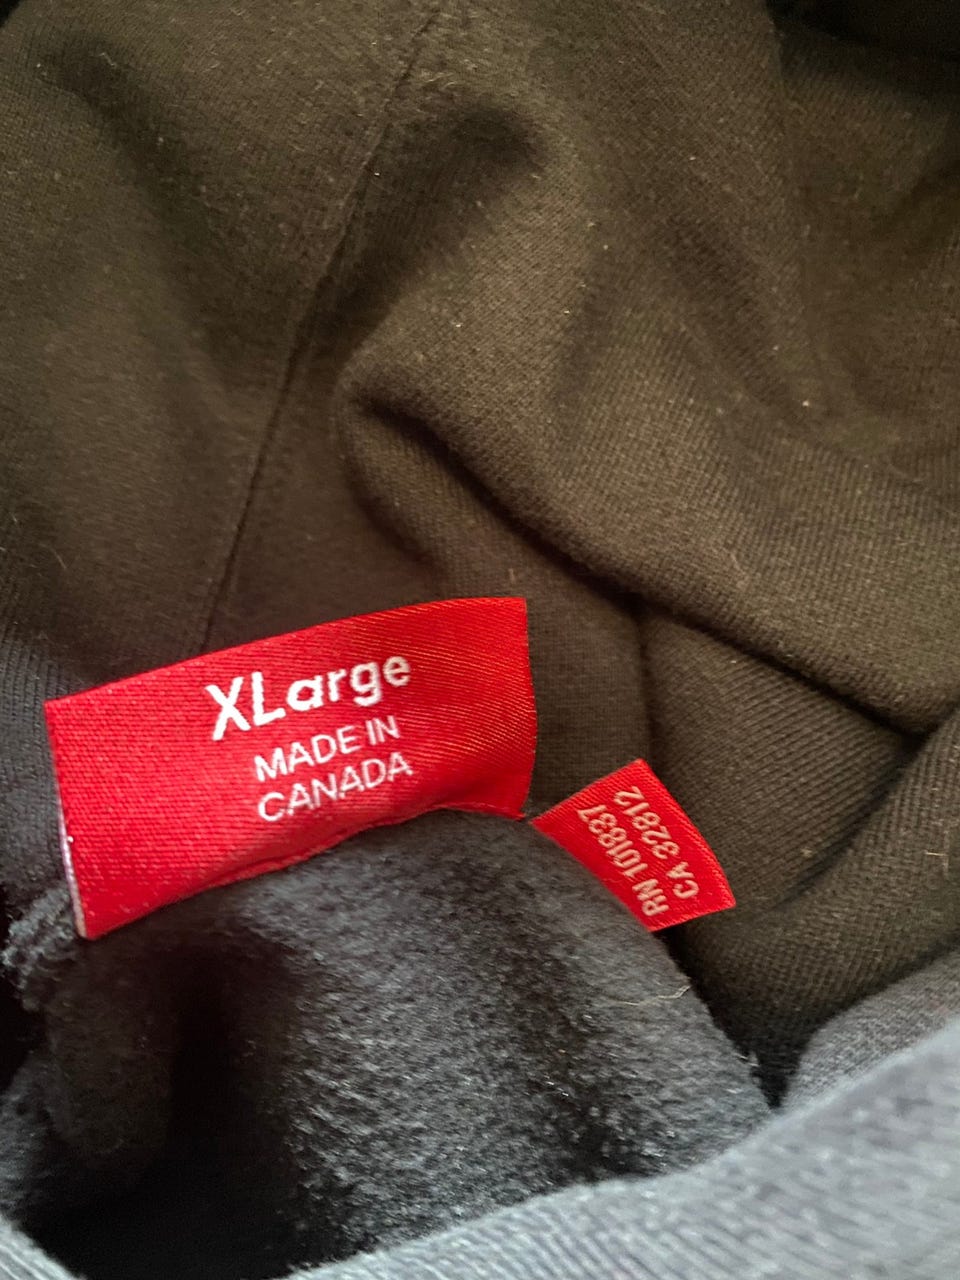 XLarge
MADE IN
CANADA
RN 101837
CA 32812